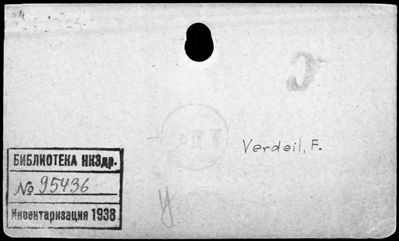 Verdeil, F.
БИБЛИОТЕКА НКЗдр.
№ 95436
Инвентаризация 1938